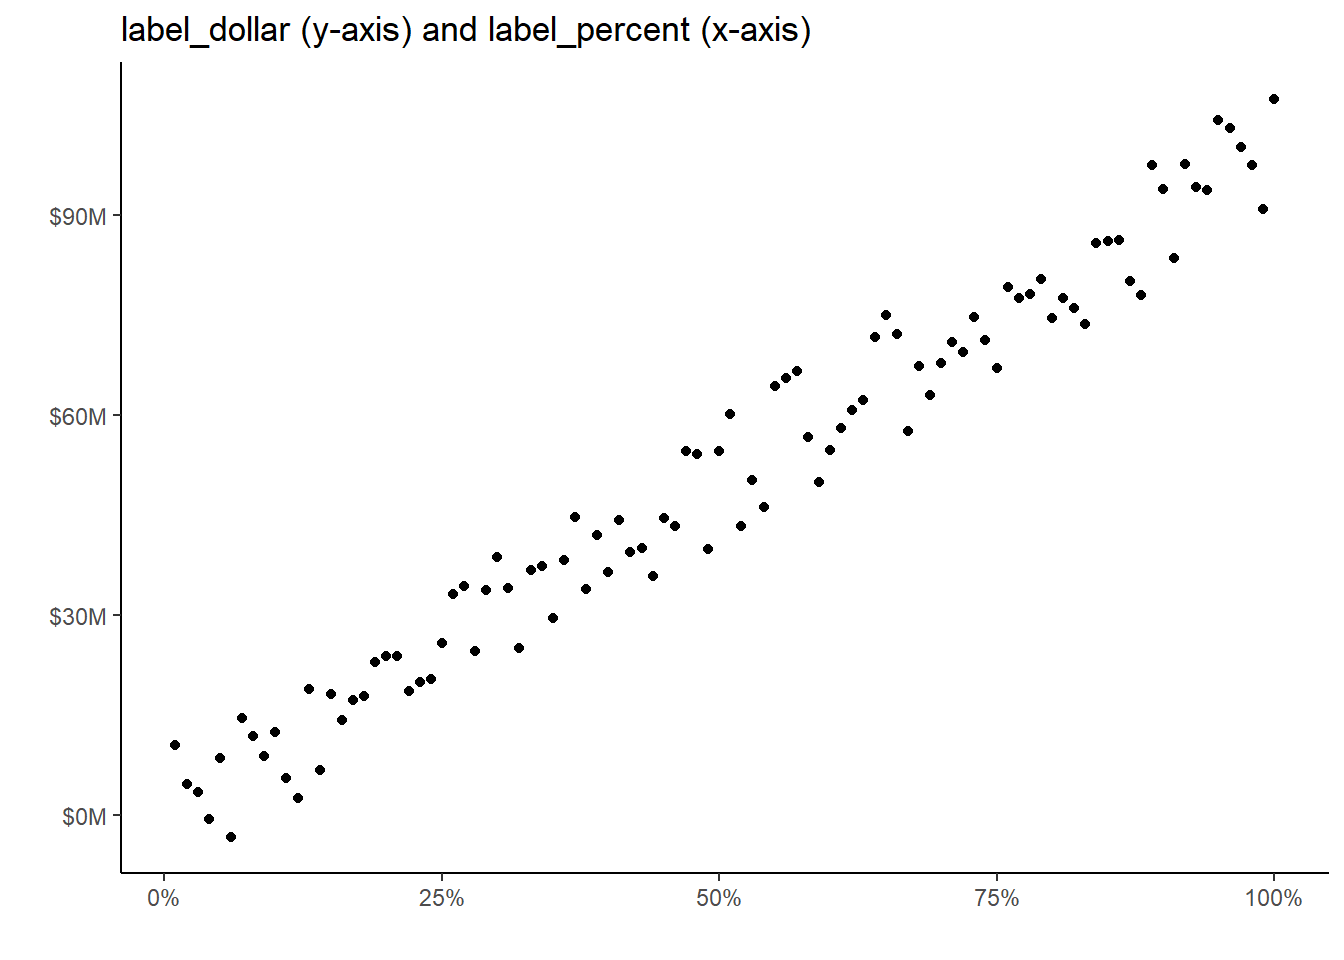 label_dollar (y-axis) and label_percent (x-axis)
$90M
$60M
$30M
$0M
0% 25% 50% 75% 100%